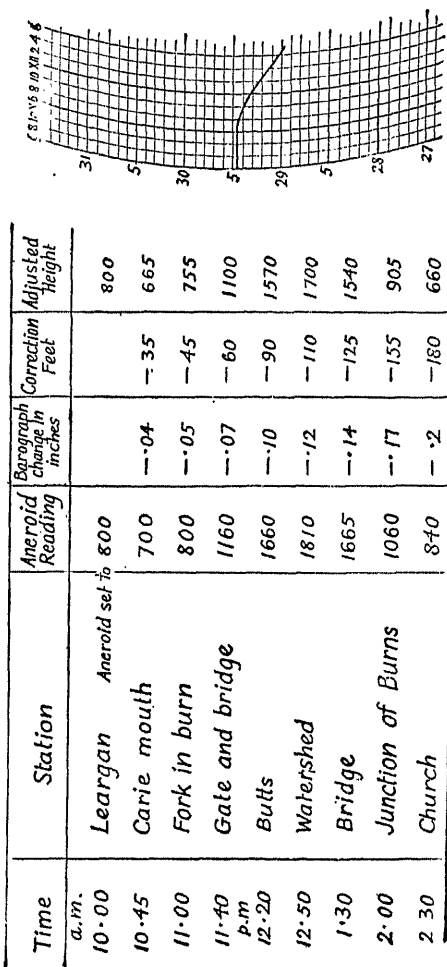 31 5 30 5 29 5 28 5 27
Time Station Aneroid Reading Barograph change in inches Correction Feet Adjusted Height
a.m.
10·00 Leargan Aneroid set to 800 800
10·45 Carie mouth 700 —·04 —·35 665
11·00 Fork in burn 800 —·05 —45 755
11·40 Gate and bridge 1160 —·07 —60 1100
p.m
12·20 Butts 1660 —·10 —90 1570
12·50 Watershed 1810 —·12 —110 1700
1·30 Bridge 1665 —·14 —125 1540
2·00 Junction of Burns 1060 —·17 —155 905
2 30 Church 840 —·2 —180 660